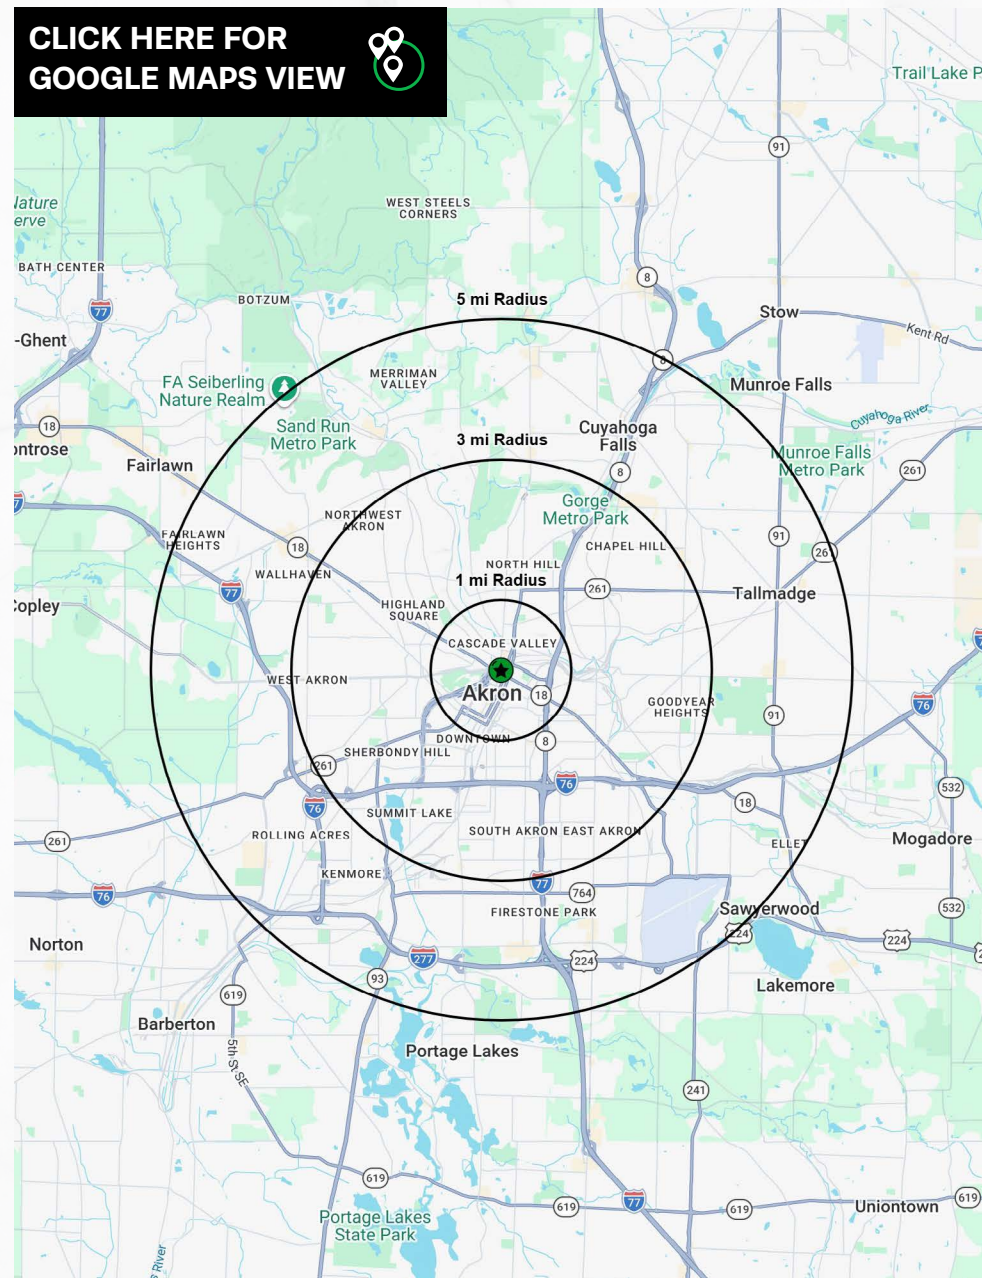 CLICK HERE FOR
GOOGLE MAPS VIEW
Trail Lake P
91
WEST STEELS
CORNERS
Nature
erve
BATH CENTER
8
BOTZUM
5 mi Radius
77
Stow
-Ghent
Kent Rd
8
MERRIMAN
VALLEY
FA Seiberling
Nature Realm
Munroe Falls
Cuyahoga River
18
Sand Run
Metro Park
Cuyahoga
Falls
3 mi Radius
ontrose
Munroe Falls
Metro Park
Fairlawn
8
261
77
Gorge
Metro Park
NORTHWEST
AKRON
FAIRLAWN
HEIGHTS
18
91
CHAPEL HILL
261
NORTH HILL
WALLHAVEN
1 mi Radius
77
261
Tallmadge
Copley
HIGHLAND
SQUARE
77
CASCADE VALLEY
WEST AKRON
Akron
18
GOODYEAR
HEIGHTS
76
91
DOWNTOWN
8
SHERBONDY HILL
261
76
532
76
18
SUMMIT LAKE
SOUTH AKRON
EAST AKRON
ROLLING ACRES
261
ELLET
Mogadore
KENMORE
77
764
76
FIRESTONE PARK
Sawyerwood
532
224
224
2
Norton
277
224
93
Lakemore
619
Barberton
5th St SE
Portage Lakes
241
619
619
77
619
Uniontown
619
Portage Lakes
State Park
s River